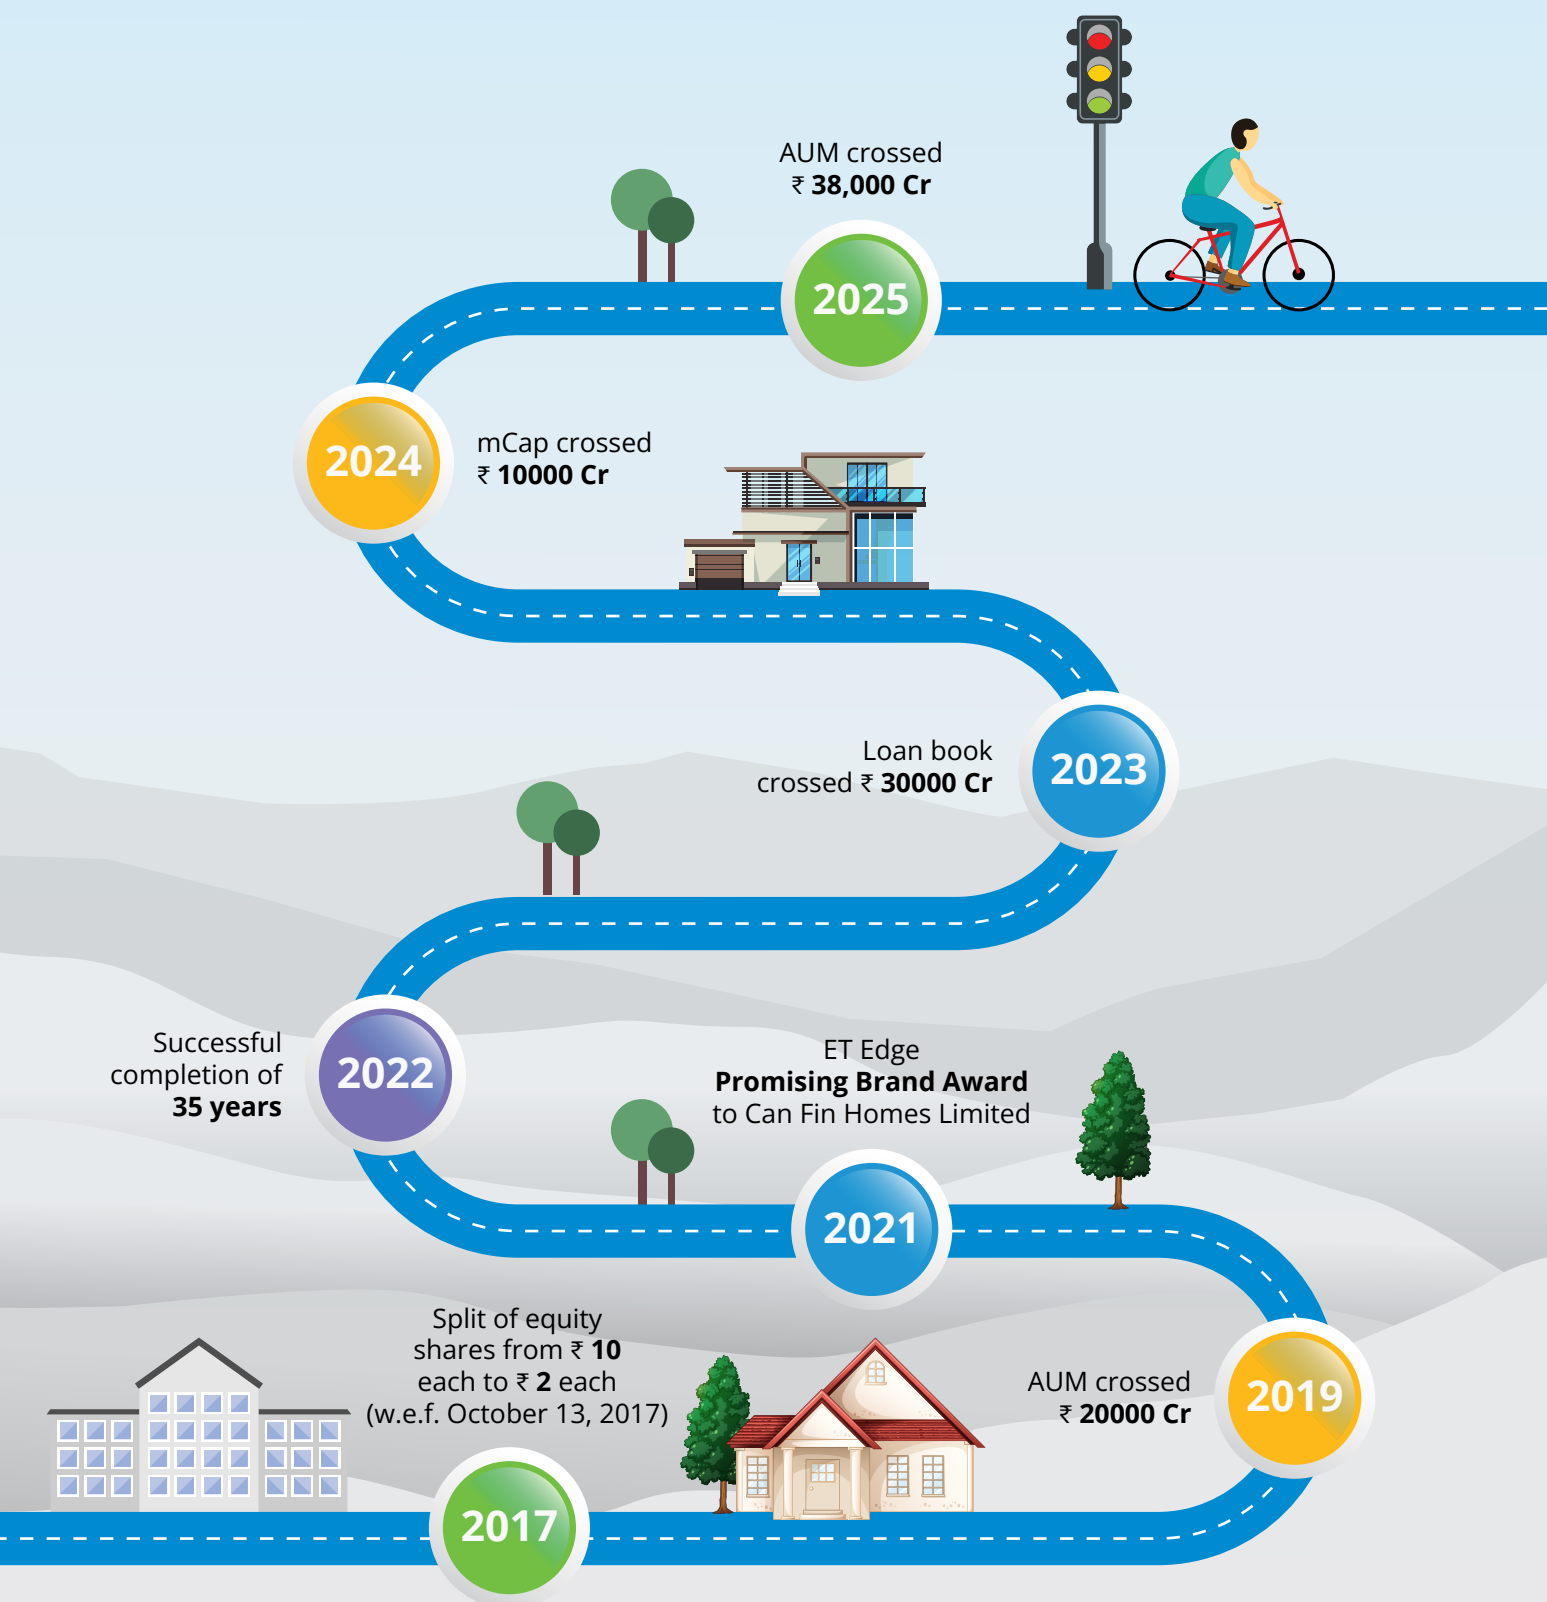 AUM crossed
₹ 38,000 Cr
2025
2024
mCap crossed
₹ 10000 Cr
Loan book
crossed ₹ 30000 Cr
2023
Successful
completion of
35 years
2022
ET Edge
Promising Brand Award
to Can Fin Homes Limited
2021
AUM crossed
₹ 20000 Cr
2019
Split of equity
shares from ₹ 10
each to ₹ 2 each
(w.e.f. October 13, 2017)
2017